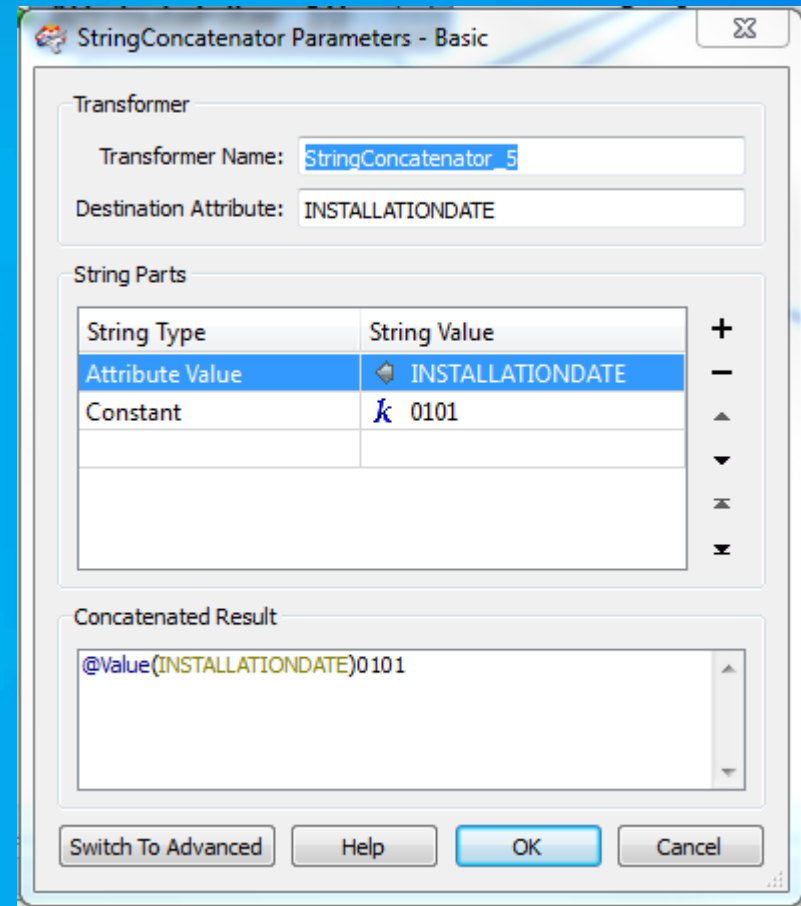 StringConcatenator Parameters - Basic
Transformer
Transformer Name: StringConcatenator_5
Destination Attribute: INSTALLATIONDATE
String Parts
String Type String Value
Attribute Value INSTALLATIONDATE
Constant k 0101
Concatenated Result
@Value(INSTALLATIONDATE)0101
Switch To Advanced Help OK Cancel